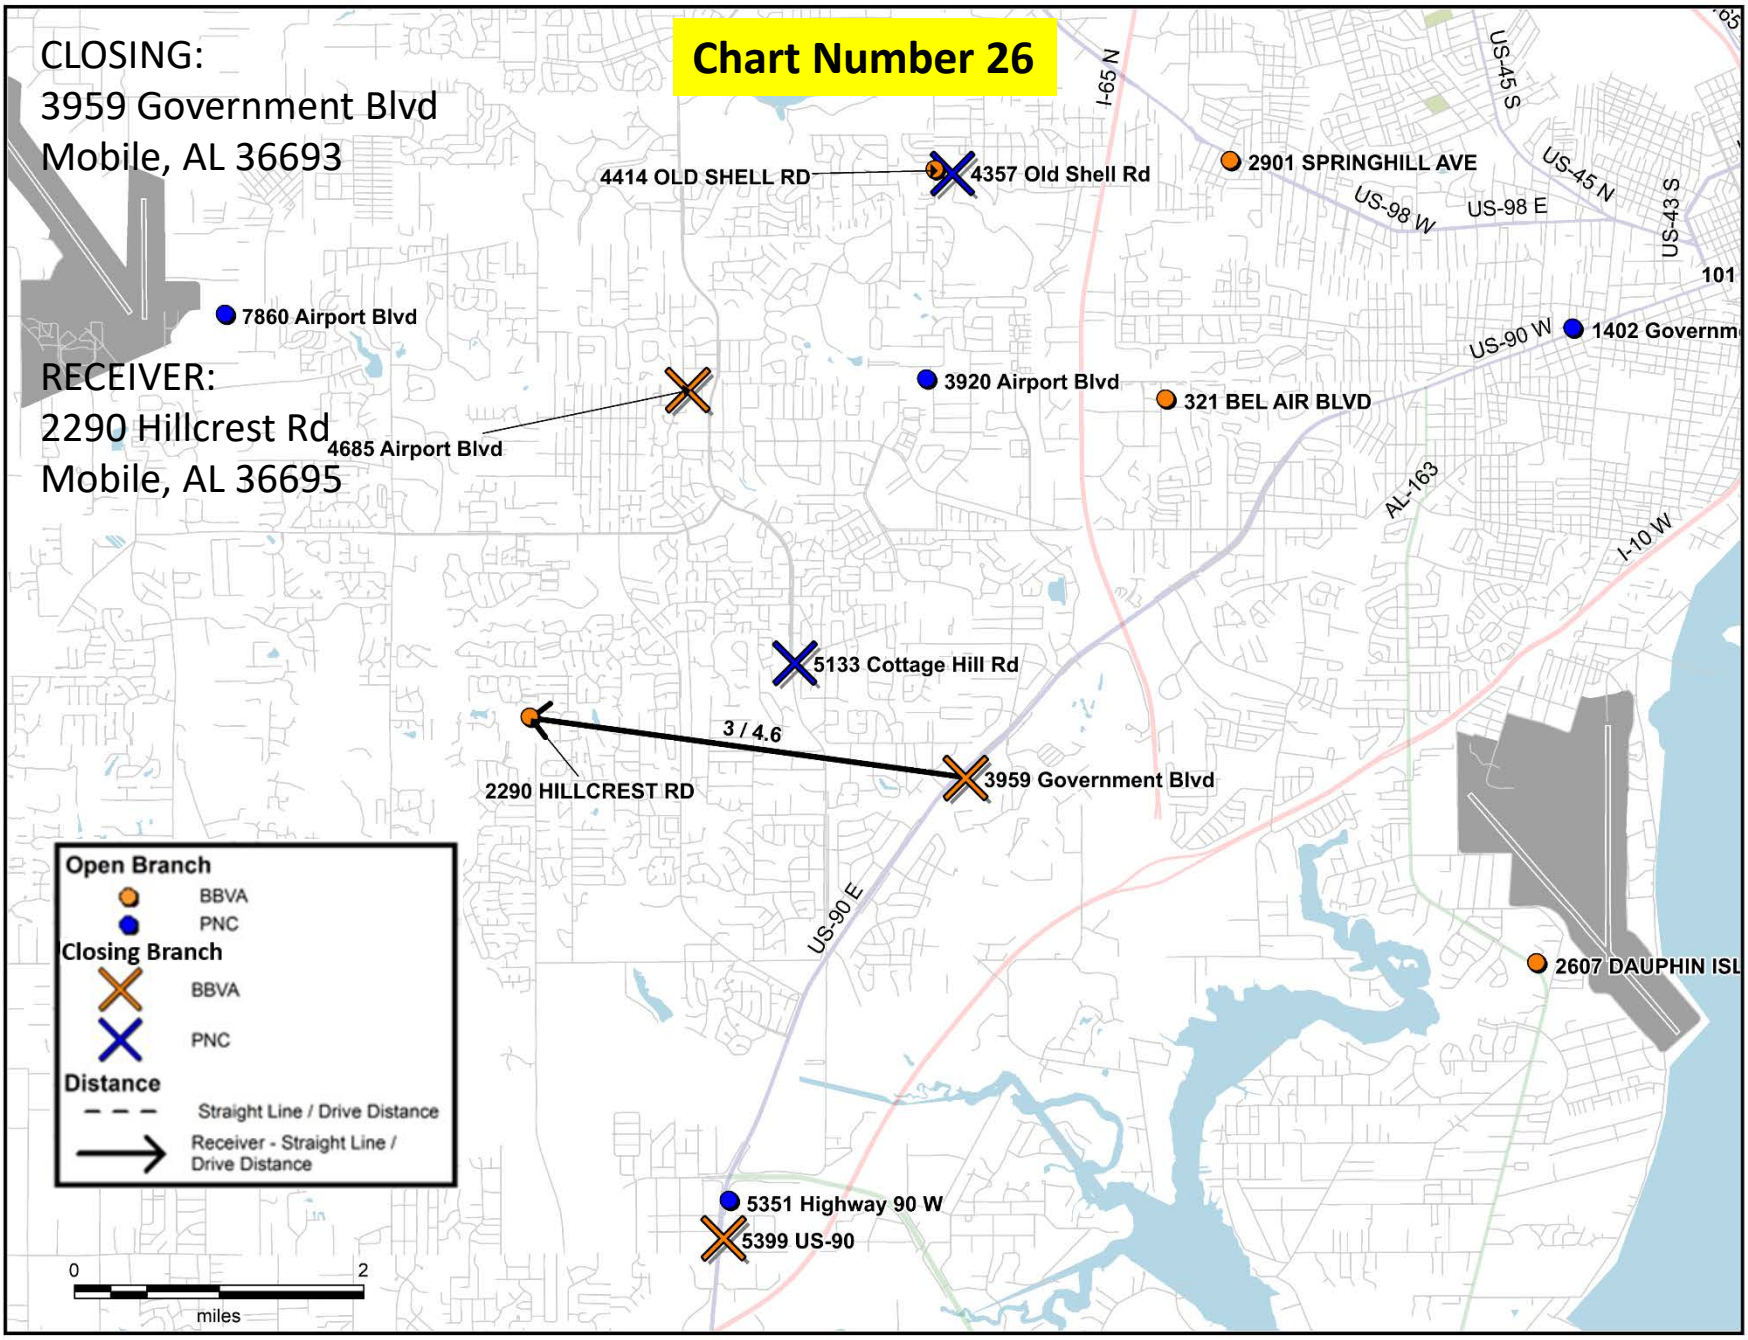 CLOSING:
3959 Government Blvd
Mobile, AL 36693
Chart Number 26
I-65 N
US-45 S
4414 OLD SHELL RD
4357 Old Shell Rd
2901 SPRINGHILL AVE
US-45 N
US-98 W
US-98 E
US-43 S
101
7860 Airport Blvd
US-90 W
1402 Governm
RECEIVER:
2290 Hillcrest Rd
Mobile, AL 36695
3920 Airport Blvd
321 BEL AIR BLVD
4685 Airport Blvd
AL-163
I-10 W
5133 Cottage Hill Rd
3 / 4.6
2290 HILLCREST RD
3959 Government Blvd
US-90 E
2607 DAUPHIN ISL
Open Branch
BBVA
PNC
Closing Branch
BBVA
PNC
Distance
Straight Line / Drive Distance
Receiver - Straight Line /
Drive Distance
5351 Highway 90 W
5399 US-90
0
2
miles